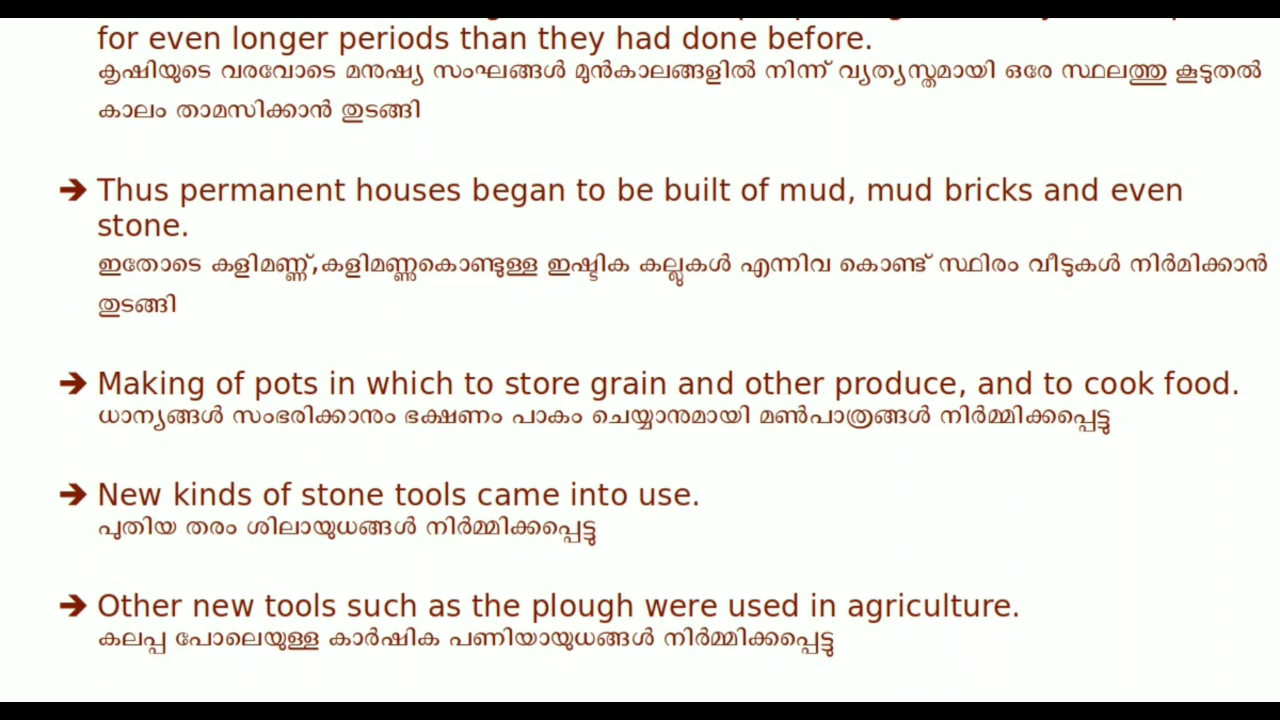 for even longer periods than they had done before.
കൃഷിയുടെ വരവോടെ മനുഷ്യ സംഘങ്ങൾ മുൻകാലങ്ങളിൽ നിന്ന് വ്യത്യസ്തമായി ഒരേ സ്ഥലത്തു കൂടുതൽ
കാലം താമസിക്കാൻ തുടങ്ങി
➔ Thus permanent houses began to be built of mud, mud bricks and even
stone.
ഇതോടെ കളിമണ്ണ്,കളിമണ്ണുകൊണ്ടുള്ള ഇഷ്ടിക കല്ലുകൾ എന്നിവ കൊണ്ട് സ്ഥിരം വീടുകൾ നിർമിക്കാൻ
തുടങ്ങി
➔ Making of pots in which to store grain and other produce, and to cook food.
ധാന്യങ്ങൾ സംഭരിക്കാനും ഭക്ഷണം പാകം ചെയ്യാനുമായി മൺപാത്രങ്ങൾ നിർമ്മിക്കപ്പെട്ടു
➔ New kinds of stone tools came into use.
പുതിയ തരം ശിലായുധങ്ങൾ നിർമ്മിക്കപ്പെട്ടു
➔ Other new tools such as the plough were used in agriculture.
കലപ്പ പോലെയുള്ള കാർഷിക പണിയായുധങ്ങൾ നിർമ്മിക്കപ്പെട്ടു